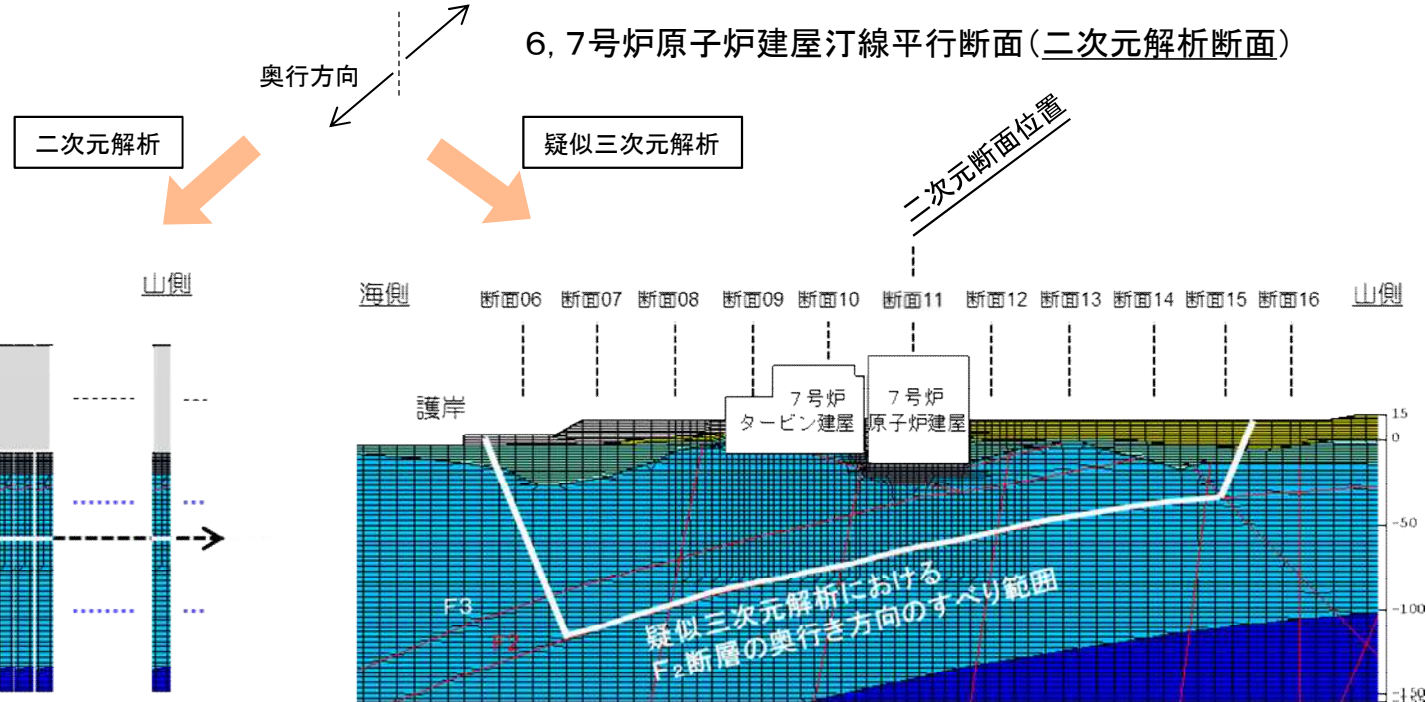 6,7号炉原子炉建屋汀線平行断面(二次元解析断面)
奥行方向
二次元解析
疑似三次元解析
二次元断面位置
山側
海側
断面06
断面07
断面08
断面09
断面10
断面11
断面12
断面13
断面14
断面15
断面16
山側
護岸
7号炉
タービン建屋
7号炉
原子炉建屋
15
0
-50
-100
-150
F3
F2
疑似三次元解析における
F₂断層の奥行き方向のすべり範囲